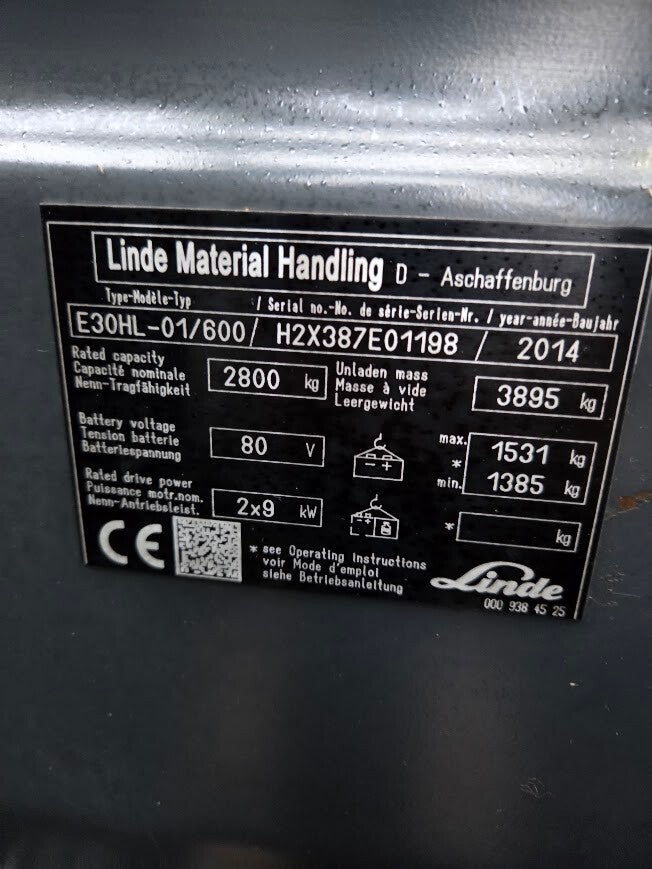 Linde Material Handling D - Aschaffenburg
Type-Modèle-Typ / Serial no.-No. de série-Serien-Nr. / year-année-Baujahr
E30HL-01/600 / H2X387E01198 / 2014
Rated capacity
Capacité nominale
Nenn-Tragfähigkeit
2800 kg
Unladen mass
Masse à vide
Leergewicht
3895 kg
Battery voltage
Tension batterie
Batteriespannung
80 V
- +
max. 1531 kg
*
min. 1385 kg
Rated drive power
Puissance motr.nom.
Nenn-Antriebsleist.
2x9 kW
- +
* kg
CE
* see Operating instructions
voir Mode d'emploi
siehe Betriebsanleitung
Linde
000 938 45 25